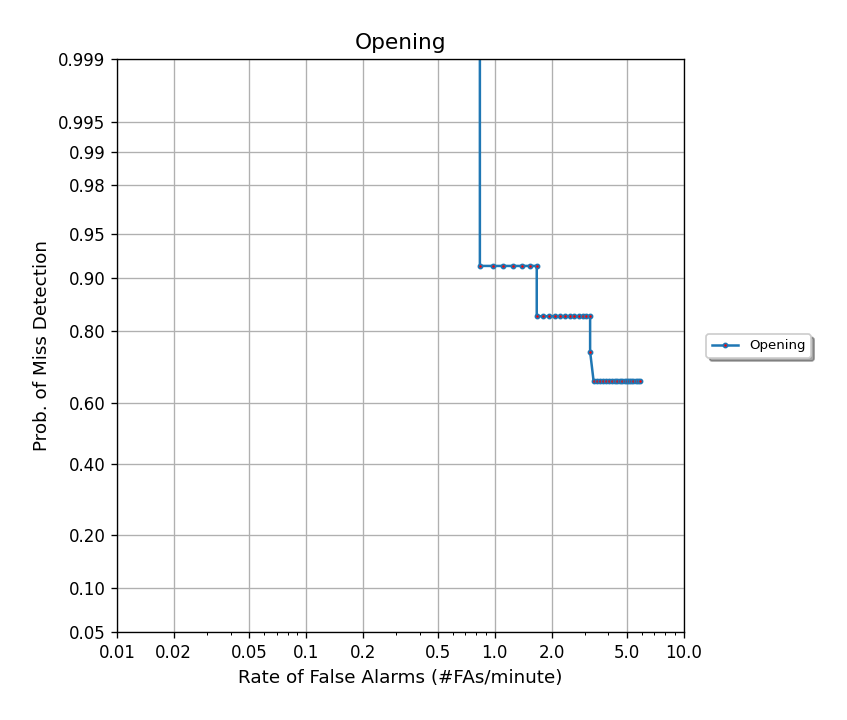 Opening
0.999
0.995
0.99
0.98
0.95
0.90
0.80
0.60
0.40
0.20
0.10
0.05
Prob. of Miss Detection
0.01 0.02 0.05 0.1 0.2 0.5 1.0 2.0 5.0 10.0
Rate of False Alarms (#FAs/minute)
Opening